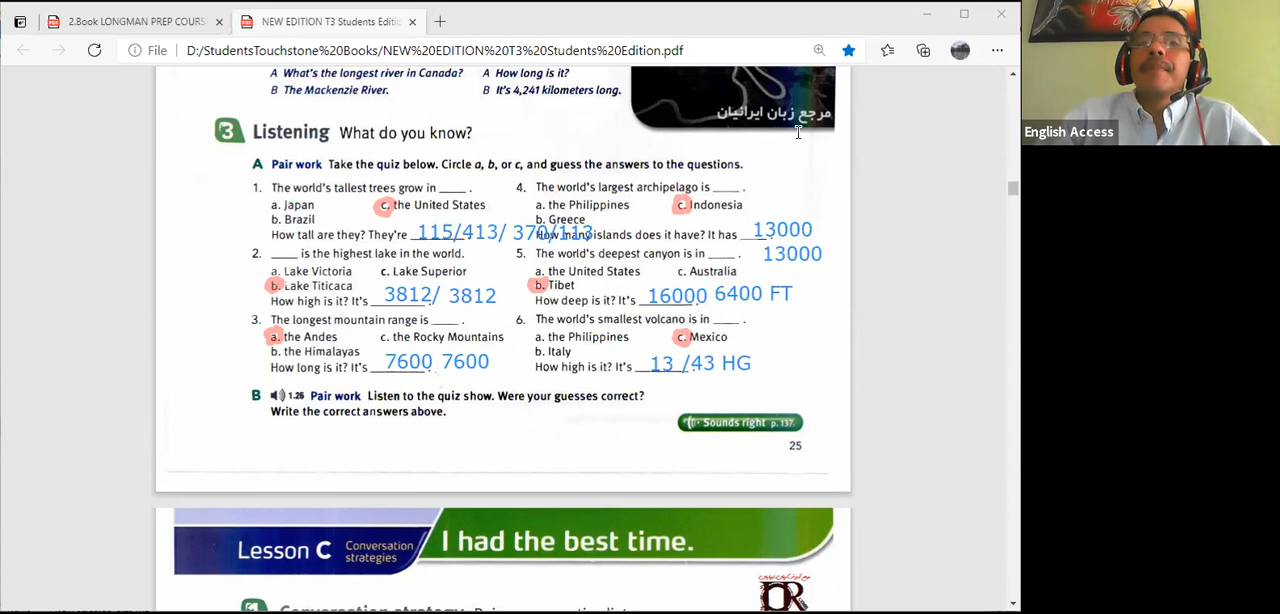 2.Book LONGMAN PREP COURS
NEW EDITION T3 Students Editi
File
D:/StudentsTouchstone%20Books/NEW%20EDITION%20T3%20Students%20Edition.pdf
English Access
A What's the longest river in Canada?
B The Mackenzie River.
A How long is it?
B It's 4,241 kilometers long.
مرجع زبان ایرانیان
3 Listening What do you know?
A Pair work Take the quiz below. Circle a, b, or c, and guess the answers to the questions.
1. The world's tallest trees grow in ____ .
a. Japan c. the United States
b. Brazil
How tall are they? They're 115/413/ 370/113
2. ____ is the highest lake in the world.
a. Lake Victoria c. Lake Superior
b. Lake Titicaca
How high is it? It's 3812/ 3812
3. The longest mountain range is ____ .
a. the Andes c. the Rocky Mountains
b. the Himalayas
How long is it? It's 7600 7600
4. The world's largest archipelago is ____ .
a. the Philippines c. Indonesia
b. Greece
How many islands does it have? It has 13000
13000
5. The world's deepest canyon is in ____ .
a. the United States c. Australia
b. Tibet
How deep is it? It's 16000 6400 FT
6. The world's smallest volcano is in ____ .
a. the Philippines c. Mexico
b. Italy
How high is it? It's 13 /43 HG
B 1.26 Pair work Listen to the quiz show. Were your guesses correct?
Write the correct answers above.
Sounds right p.137
25
Lesson C Conversation strategies I had the best time.